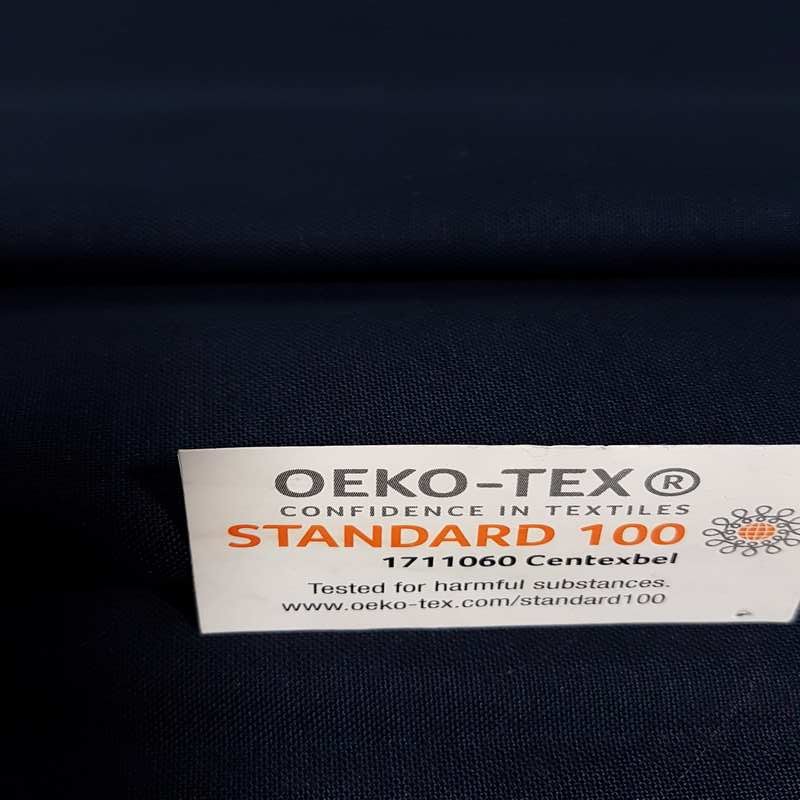 OEKO-TEX®
CONFIDENCE IN TEXTILES
STANDARD 100
1711060 Centexbel
Tested for harmful substances.
www.oeko-tex.com/standard100